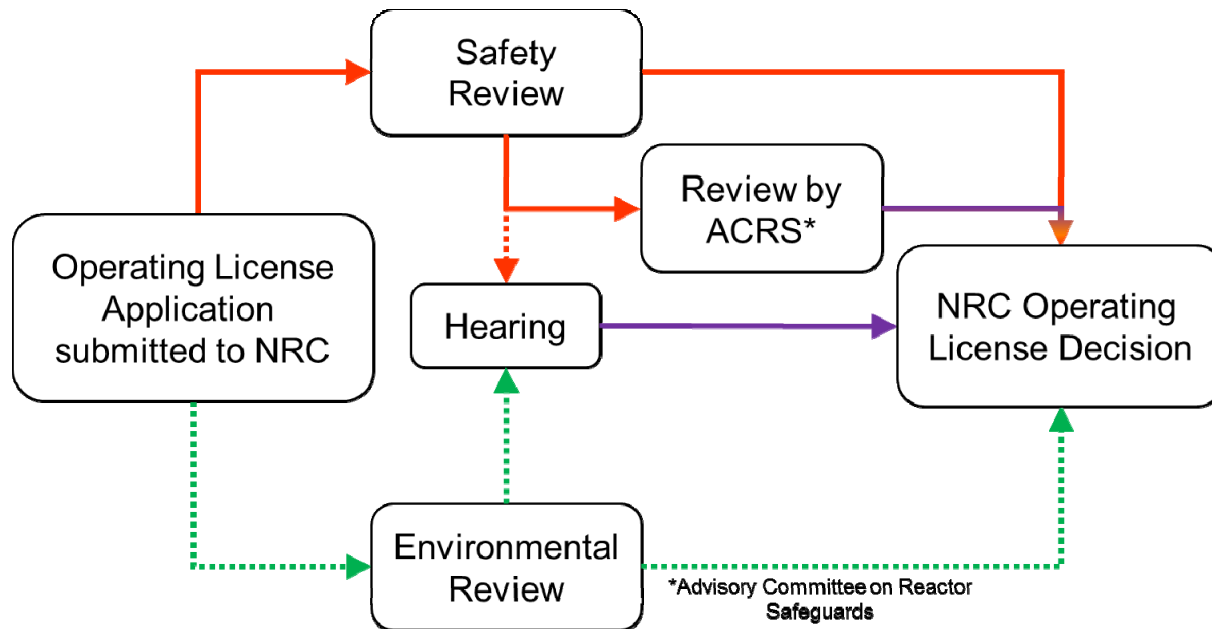 Safety
Review
Review by
ACRS*
Operating License
Application
submitted to NRC
Hearing
NRC Operating
License Decision
Environmental
Review
*Advisory Committee on Reactor
Safeguards